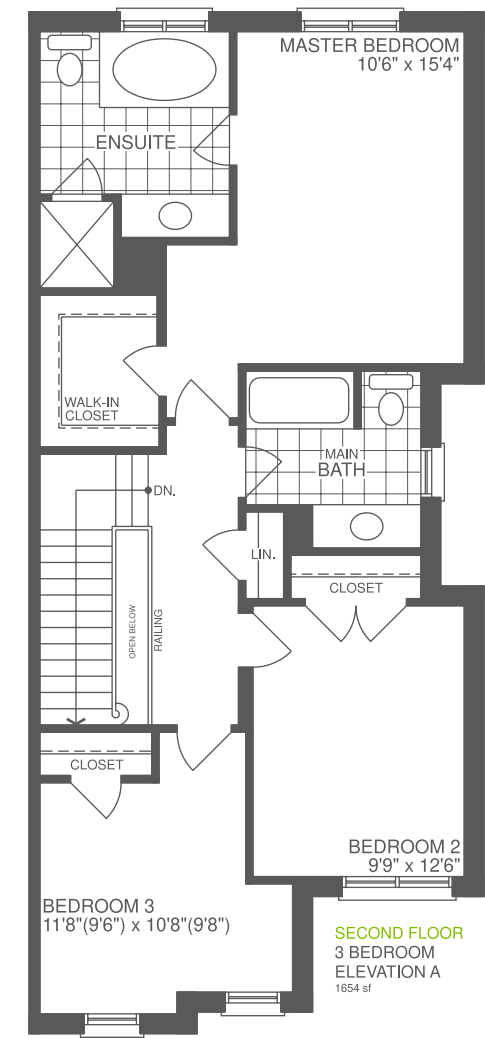 MASTER BEDROOM
10'6" x 15'4"
ENSUITE
WALK-IN
CLOSET
MAIN
BATH
DN.
LIN.
CLOSET
OPEN BELOW
RAILING
CLOSET
BEDROOM 2
9'9" x 12'6"
BEDROOM 3
11'8"(9'6") x 10'8"(9'8")
SECOND FLOOR
3 BEDROOM
ELEVATION A
1654 sf